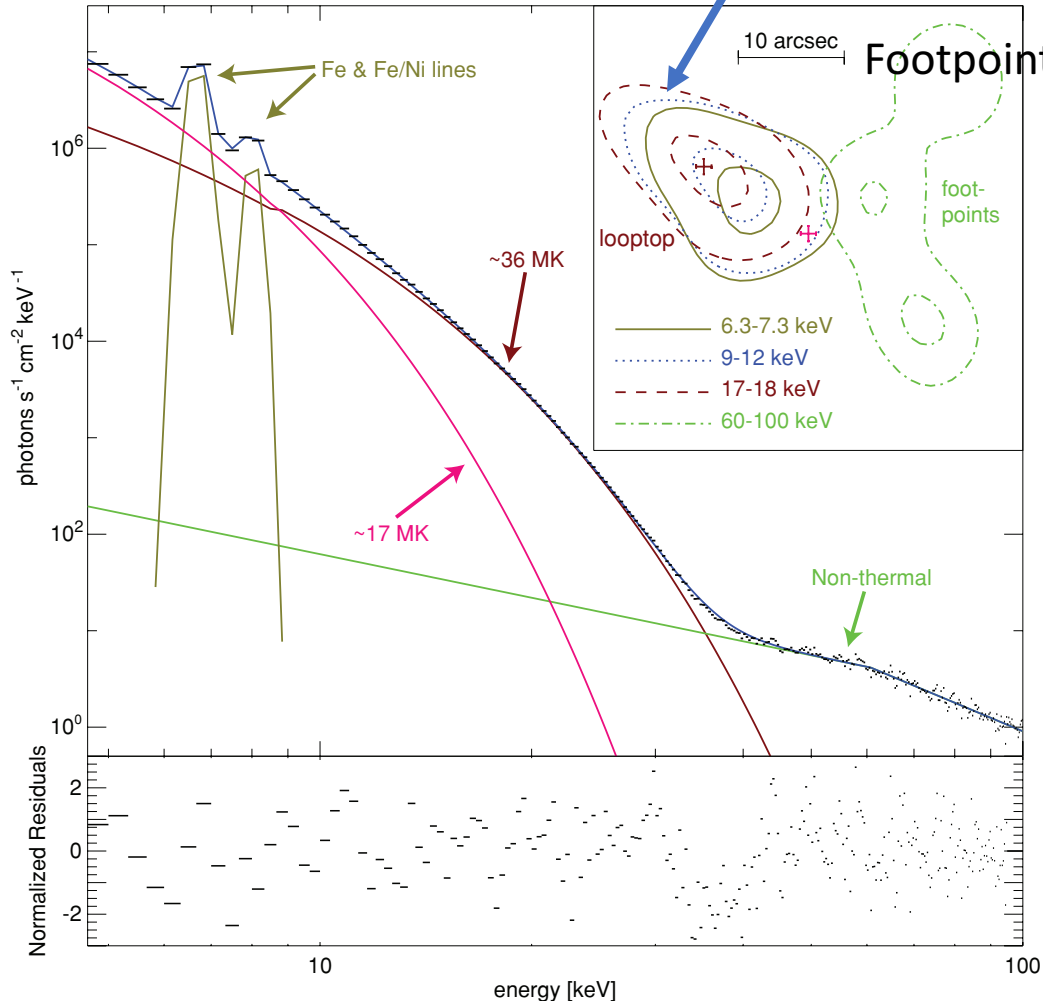 10 arcsec
Footpoint
Fe & Fe/Ni lines
foot-
points
looptop
~36 MK
6.3-7.3 keV
9-12 keV
17-18 keV
60-100 keV
~17 MK
Non-thermal
photons s⁻¹ cm⁻² keV⁻¹
10⁶
10⁴
10²
10⁰
Normalized Residuals
2
0
-2
10
100
energy [keV]